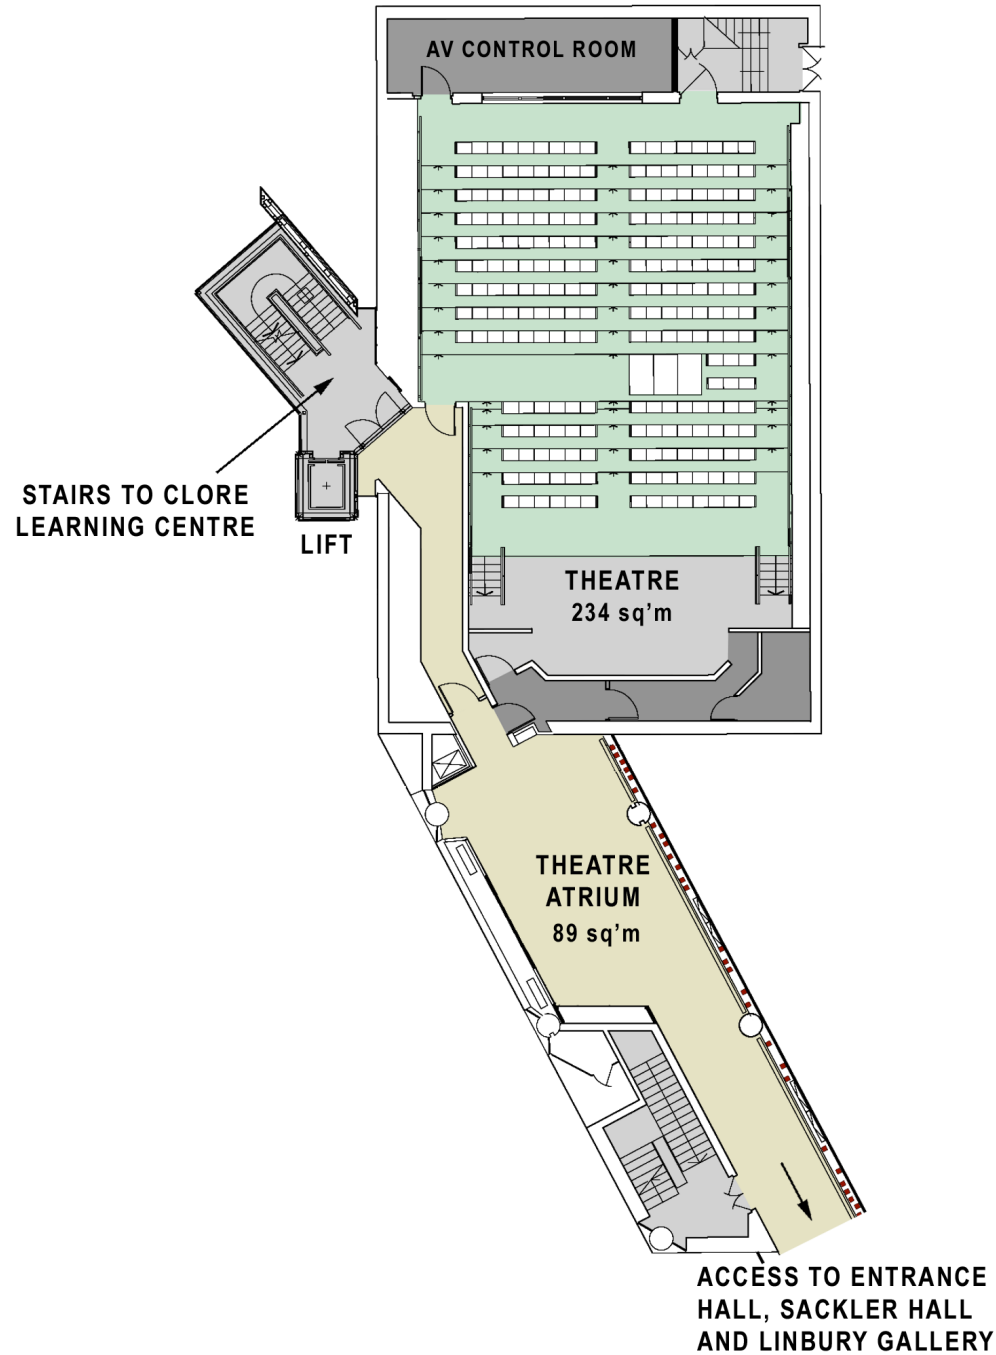 AV CONTROL ROOM
STAIRS TO CLORE
LEARNING CENTRE
LIFT
THEATRE
234 sq’m
THEATRE
ATRIUM
89 sq’m
ACCESS TO ENTRANCE
HALL, SACKLER HALL
AND LINBURY GALLERY